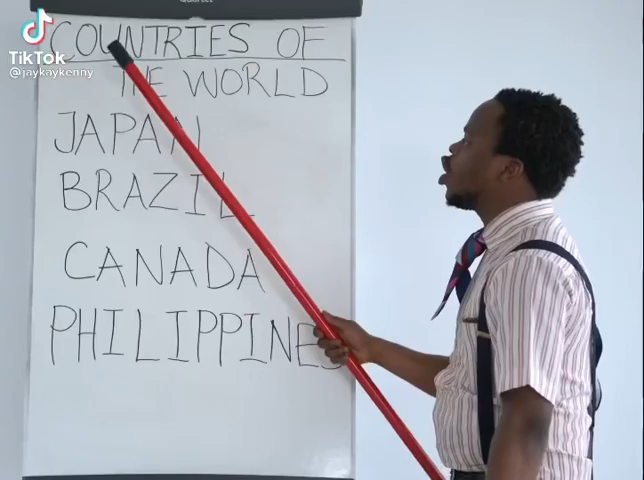 TikTok
@jaykaykenny
COUNTRIES OF
THE WORLD
JAPAN
BRAZIL
CANADA
PHILIPPINES